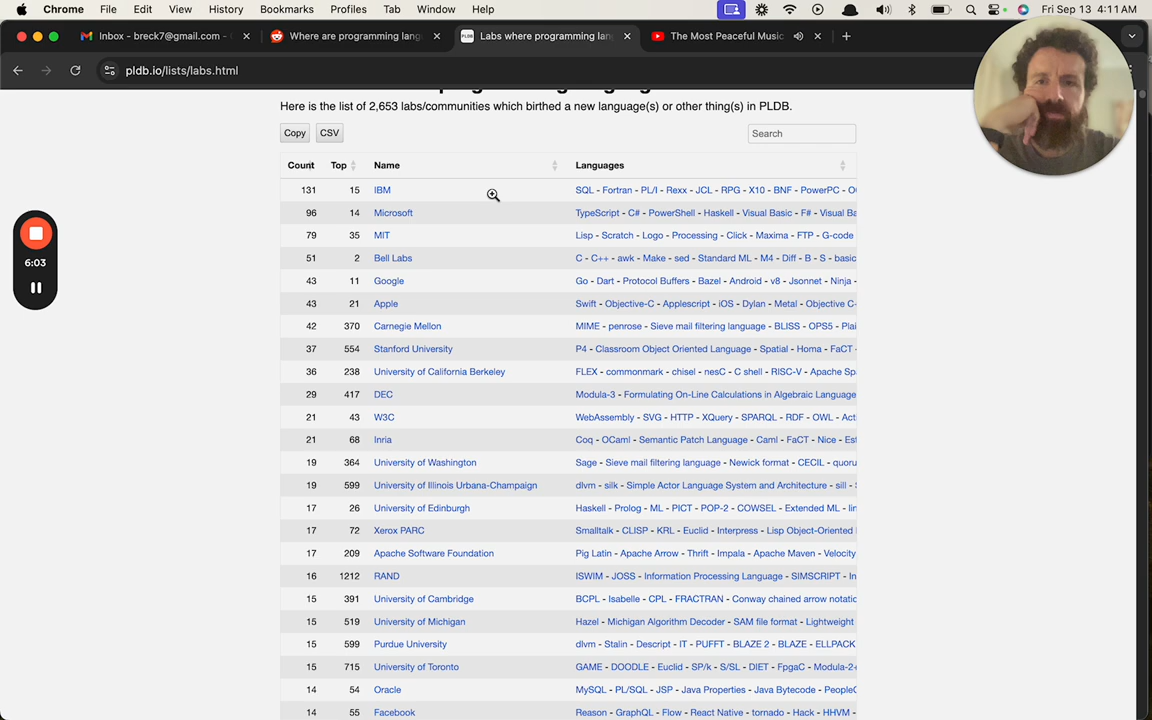 Chrome File Edit View History Bookmarks Profiles Tab Window Help Fri Sep 13 4:11 AM
Inbox - breck7@gmail.com - Where are programming lang Labs where programming lan The Most Peaceful Music
pldb.io/lists/labs.html
Here is the list of 2,653 labs/communities which birthed a new language(s) or other thing(s) in PLDB.
Copy CSV Search
Count Top Name Languages
131 15 IBM SQL - Fortran - PL/I - Rexx - JCL - RPG - X10 - BNF - PowerPC - O
96 14 Microsoft TypeScript - C# - PowerShell - Haskell - Visual Basic - F# - Visual Ba
79 35 MIT Lisp - Scratch - Logo - Processing - Click - Maxima - FTP - G-code
51 2 Bell Labs C - C++ - awk - Make - sed - Standard ML - M4 - Diff - B - S - basic
43 11 Google Go - Dart - Protocol Buffers - Bazel - Android - v8 - Jsonnet - Ninja -
43 21 Apple Swift - Objective-C - Applescript - iOS - Dylan - Metal - Objective C-
6:03
42 370 Carnegie Mellon MIME - penrose - Sieve mail filtering language - BLISS - OPS5 - Plai
37 554 Stanford University P4 - Classroom Object Oriented Language - Spatial - Homa - FaCT -
36 238 University of California Berkeley FLEX - commonmark - chisel - nesC - C shell - RISC-V - Apache Sp
29 417 DEC Modula-3 - Formulating On-Line Calculations in Algebraic Language
21 43 W3C WebAssembly - SVG - HTTP - XQuery - SPARQL - RDF - OWL - Act
21 68 Inria Coq - OCaml - Semantic Patch Language - Caml - FaCT - Nice - Est
19 364 University of Washington Sage - Sieve mail filtering language - Newick format - CECIL - quoru
19 599 University of Illinois Urbana-Champaign dlvm - silk - Simple Actor Language System and Architecture - sill -
17 26 University of Edinburgh Haskell - Prolog - ML - PICT - POP-2 - COWSEL - Extended ML - lin
17 72 Xerox PARC Smalltalk - CLISP - KRL - Euclid - Interpress - Lisp Object-Oriented
17 209 Apache Software Foundation Pig Latin - Apache Arrow - Thrift - Impala - Apache Maven - Velocity
16 1212 RAND ISWIM - JOSS - Information Processing Language - SIMSCRIPT - In
15 391 University of Cambridge BCPL - Isabelle - CPL - FRACTRAN - Conway chained arrow notatio
15 519 University of Michigan Hazel - Michigan Algorithm Decoder - SAM file format - Lightweight
15 599 Purdue University dlvm - Stalin - Descript - IT - PUFFT - BLAZE 2 - BLAZE - ELLPACK
15 715 University of Toronto GAME - DOODLE - Euclid - SP/k - S/SL - DIET - FpgaC - Modula-2+
14 54 Oracle MySQL - PL/SQL - JSP - Java Properties - Java Bytecode - PeopleC
14 55 Facebook Reason - GraphQL - Flow - React Native - tornado - Hack - HHVM -